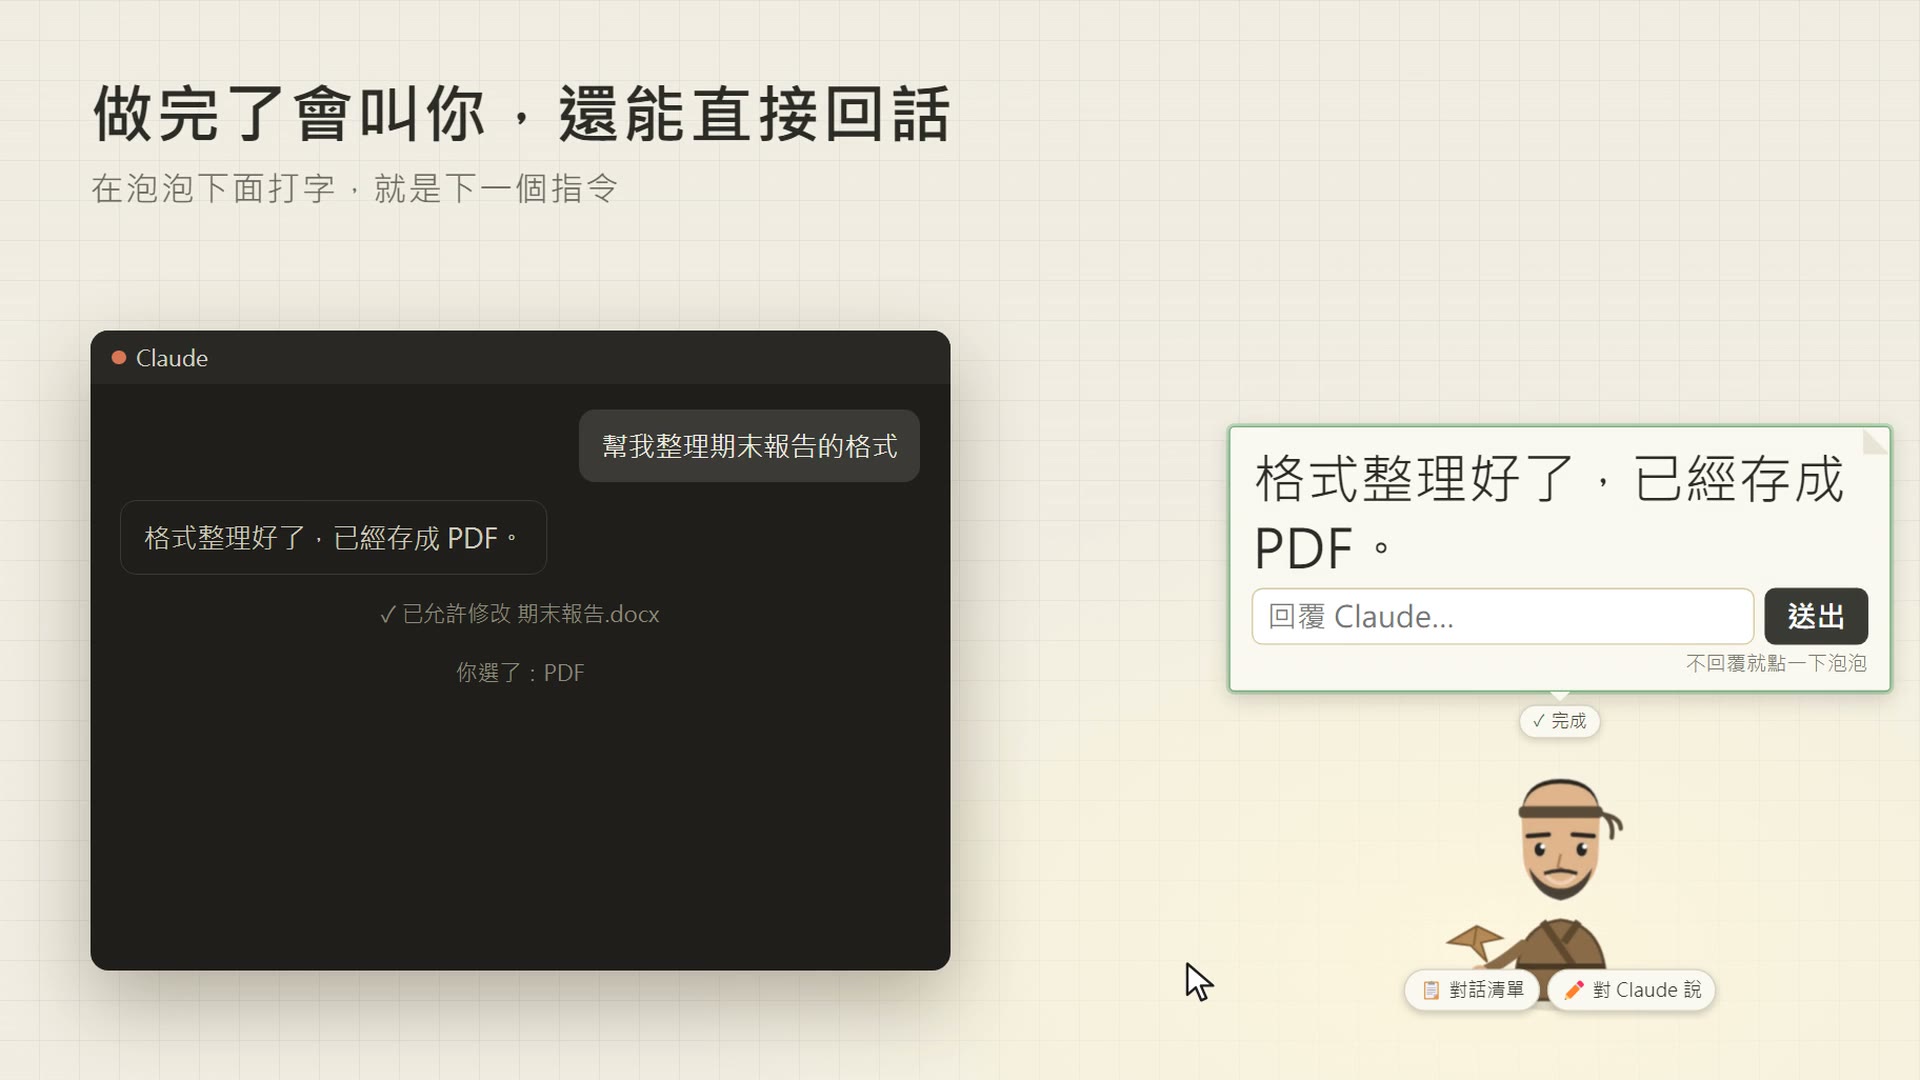 做完了會叫你，還能直接回話
在泡泡下面打字，就是下一個指令
Claude
幫我整理期末報告的格式
格式整理好了，已經存成 PDF。
✓ 已允許修改 期末報告.docx
你選了：PDF
格式整理好了，已經存成
PDF。
回覆 Claude...
送出
不回覆就點一下泡泡
✓ 完成
對話清單
對 Claude 說